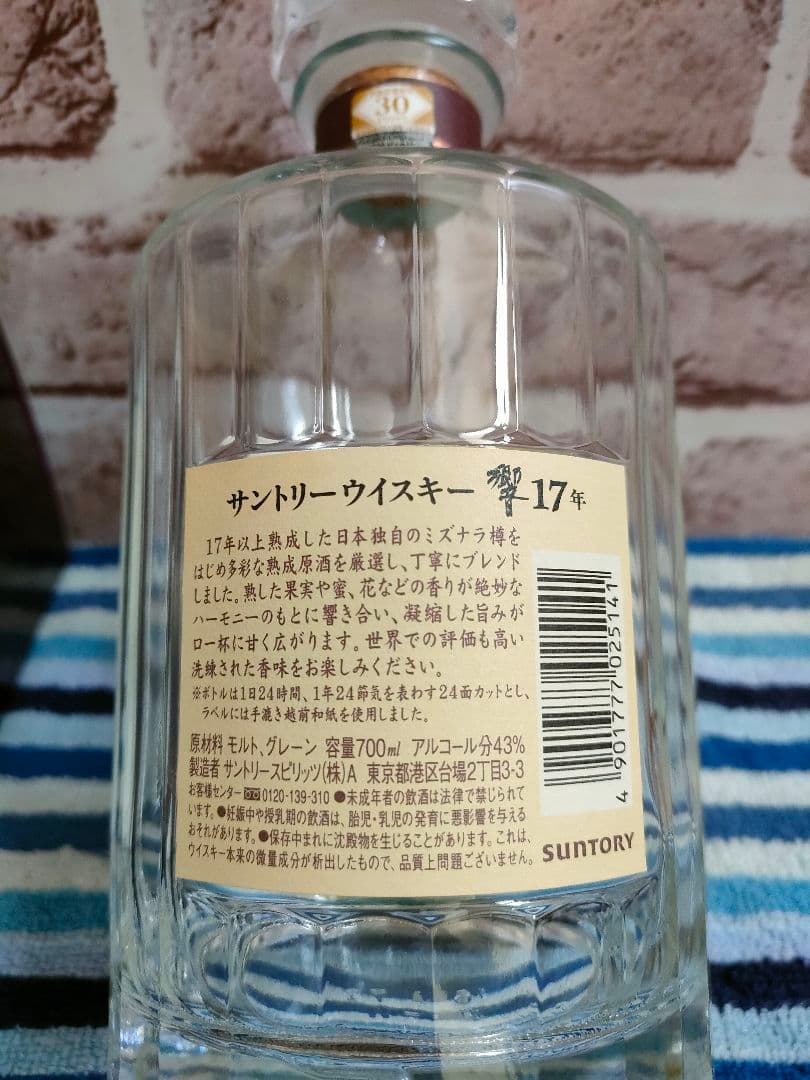 30
サントリーウイスキー 響 17年
17年以上熟成した日本独自のミズナラ樽を
はじめ多彩な熟成原酒を厳選し、丁寧にブレンド
しました。熟した果実や蜜、花などの香りが絶妙な
ハーモニーのもとに響き合い、凝縮した旨みが
口一杯に甘く広がります。世界での評価も高い
洗練された香味をお楽しみください。
※ボトルは1日24時間、1年24節気を表わす24面カットとし、
ラベルには手漉き越前和紙を使用しました。
原材料 モルト、グレーン 容量700ml アルコール分43%
製造者 サントリースピリッツ(株)A 東京都港区台場2丁目3-3
お客様センター 0120-139-310 ●未成年者の飲酒は法律で禁じられて
います。●妊娠中や授乳期の飲酒は、胎児・乳児の発育に悪影響を与える
おそれがあります。●保存中まれに沈殿物を生じることがあります。これは、
ウイスキー本来の微量成分が析出したもので、品質上問題ございません。
SUNTORY
4 901777 025141